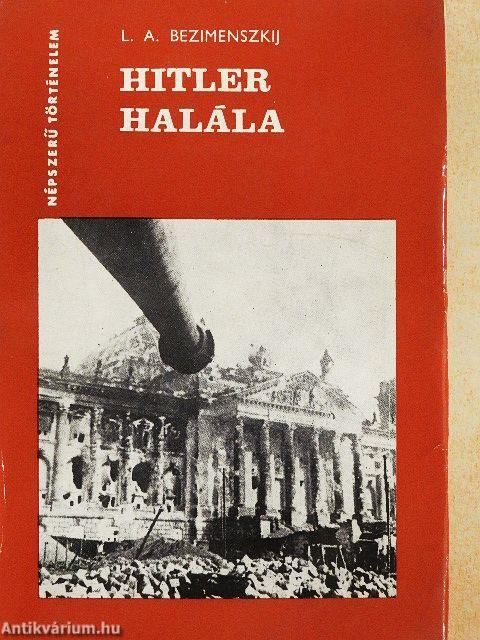 L. A. BEZIMENSZKIJ
HITLER
HALÁLA
NÉPSZERŰ TÖRTÉNELEM
Antikvárium.hu